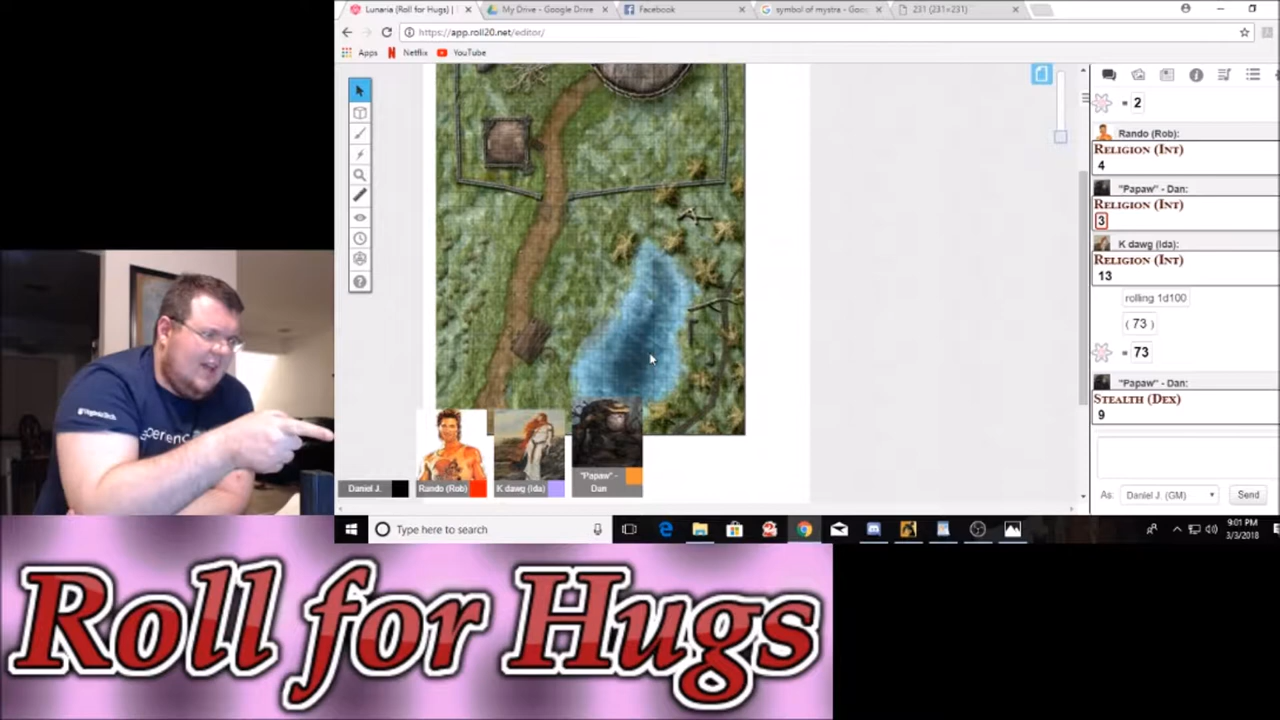 Lunaria (Roll for Hugs) |
My Drive - Google Drive
Facebook
symbol of mystra - Goo
231 (231×231)
https://app.roll20.net/editor/
Apps
Netflix
YouTube
= 2
Rando (Rob):
RELIGION (INT)
4
"Papaw" - Dan:
RELIGION (INT)
3
K dawg (Ida):
RELIGION (INT)
13
rolling 1d100
( 73 )
= 73
"Papaw" - Dan:
STEALTH (DEX)
9
Daniel J.
Rando (Rob)
K dawg (Ida)
"Papaw" -
Dan
As:
Daniel J. (GM)
Send
Type here to search
9:01 PM
3/3/2018
Roll for Hugs